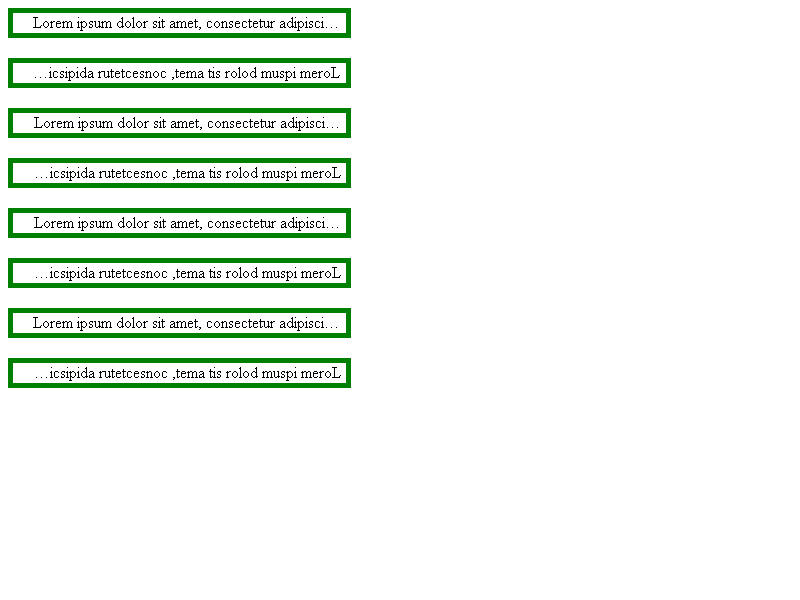 Lorem ipsum dolor sit amet, consectetur adipisci…
…icsipida rutetcesnoc ,tema tis rolod muspi meroL
Lorem ipsum dolor sit amet, consectetur adipisci…
…icsipida rutetcesnoc ,tema tis rolod muspi meroL
Lorem ipsum dolor sit amet, consectetur adipisci…
…icsipida rutetcesnoc ,tema tis rolod muspi meroL
Lorem ipsum dolor sit amet, consectetur adipisci…
…icsipida rutetcesnoc ,tema tis rolod muspi meroL